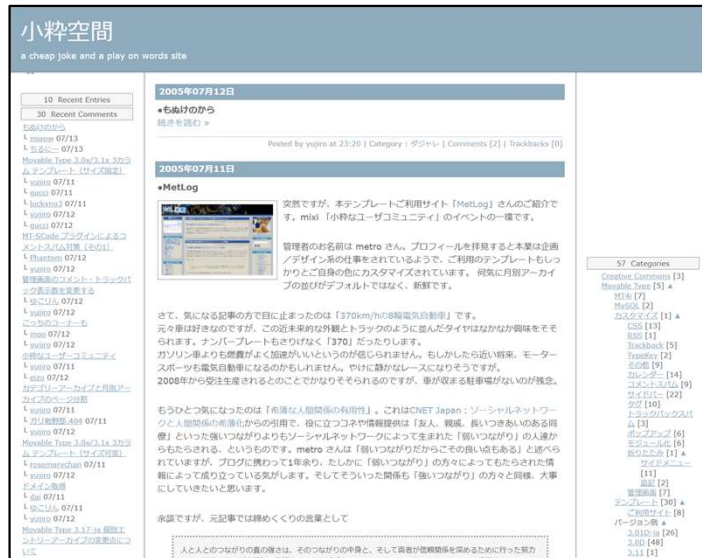 小粋空間
a cheap joke and a play on words site
10 Recent Entries
30 Recent Comments
もぬけのから
└ miaow 07/13
└ ちるにー 07/13
Movable Type 3.0x/3.1x 3カラ
ム テンプレート（サイズ固定）
└ yujiro 07/11
└ gucci 07/11
└ luckyna3 07/11
└ yujiro 07/12
└ gucci 07/12
MT-SCode プラグインによるコ
メントスパム対策（その1）
└ Phantom 07/12
└ yujiro 07/12
管理画面のコメント・トラックバ
ック表示数を変更する
└ ゆこりん 07/12
└ yujiro 07/12
こっちのコーナーも
└ moo 07/12
└ yujiro 07/12
小粋なユーザーコミュニティ
└ yujiro 07/11
└ eizo 07/12
カテゴリーアーカイブと月別アー
カイブのページ分割
└ yujiro 07/11
└ ガリ勉野郎.404 07/11
└ yujiro 07/12
Movable Type 3.0x/3.1x 3カラ
ム テンプレート（サイズ可変）
└ rosemarychan 07/11
└ yujiro 07/12
ドメイン取得
└ dai 07/11
└ ゆこりん 07/11
└ yujiro 07/12
Movable Type 3.17-ja 個別エ
ントリーアーカイブの変更点につ
いて
2005年07月12日
●もぬけのから
続きを読む »
Posted by yujiro at 23:20 | Category : ダジャレ | Comments [2] | Trackbacks [0]
2005年07月11日
●MetLog
突然ですが、本テンプレートご利用サイト「MetLog」さんのご紹介で
す。mixi 「小粋なユーザコミュニティ」のイベントの一環です。
管理者のお名前は metro さん。プロフィールを拝見すると本業は企画
／デザイン系の仕事をされているようで、ご利用のテンプレートもしっ
かりとご自身の色にカスタマイズされています。 何気に月別アーカイ
ブの並びがデフォルトではなく、新鮮です。
さて、気になる記事の方で目に止まったのは「370km/hの8輪電気自動車」です。
元々車は好きなのですが、この近未来的な外観とトラックのように並んだタイヤはなかなか興味をそそ
られます。ナンバープレートもさりげなく「370」だったりします。
ガソリン車よりも燃費がよく加速がいいというのが信じられません。もしかしたら近い将来、モーター
スポーツも電気自動車になるのかもしれません。やけに静かなレースになりそうですが。
2008年から受注生産されるとのことでかなりそそられるのですが、車が収まる駐車場がないのが残念。
もうひとつ気になったのは「希薄な人間関係の有用性」。これはCNET Japan：ソーシャルネットワー
クと人間関係の希薄化からの引用で、役に立つコネや情報提供は「友人、親戚、長いつきあいのある同
僚」といった強いつながりよりもソーシャルネットワークによって生まれた「弱いつながり」の人達か
らもたらされる、というものです。metro さんは「弱いつながりだからこその良い点もある」と述べら
れていますが、ブログに携わって1年余り、たしかに「弱いつながり」の方々によってもたらされた情
報によって成り立っている気がします。そしてそういった関係も「強いつながり」の方々と同様、大事
にしていきたいと思います。
余談ですが、元記事では締めくくりの言葉として
人と人とのつながりの真の強さは、そのつながりの中身と、そして両者が信頼関係を深めるために行った努力
57 Categories
Creative Commons [3]
Movable Type [5] ▲
MT4i [7]
MySQL [2]
カスタマイズ [1] ▲
CSS [13]
RSS [1]
Trackback [5]
TypeKey [2]
その他 [9]
カレンダー [14]
コメントスパム [9]
サイドバー [22]
タグ [10]
トラックバックスパ
ム [3]
ポップアップ [6]
モジュール化 [6]
折りたたみ [1] ▲
サイドメニュー
[11]
追記 [2]
管理画面 [7]
テンプレート [30] ▲
ご利用サイト [8]
バージョン別 ▲
3.01D-ja [26]
3.0D [48]
3.11 [3]